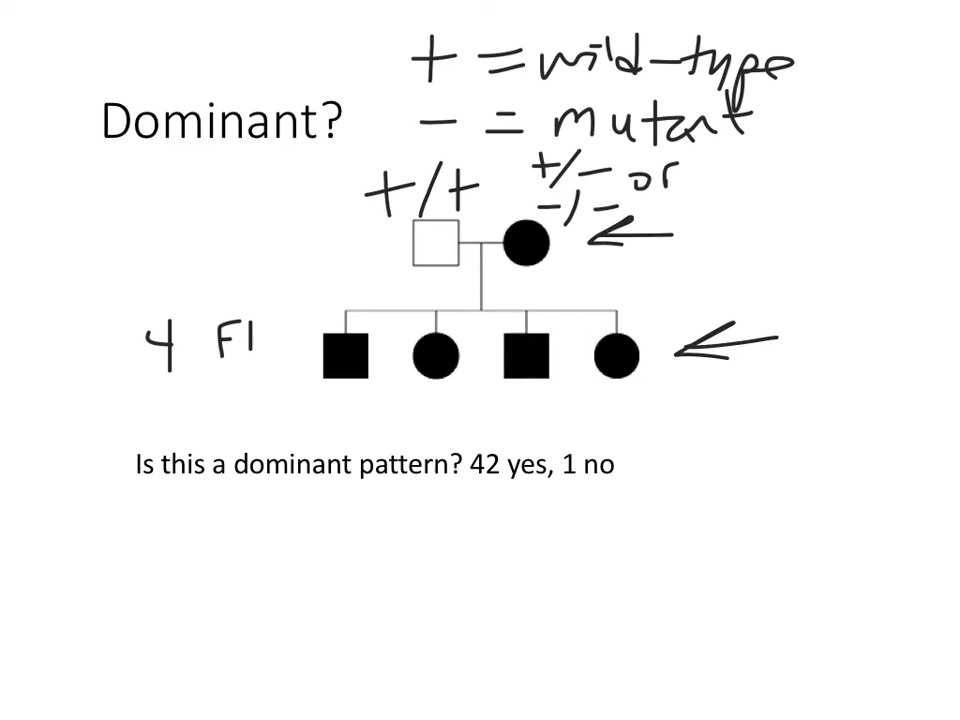 + = wild-type
Dominant?
- = mutant
+/+
+/- or
-/-
4 F1
Is this a dominant pattern? 42 yes, 1 no